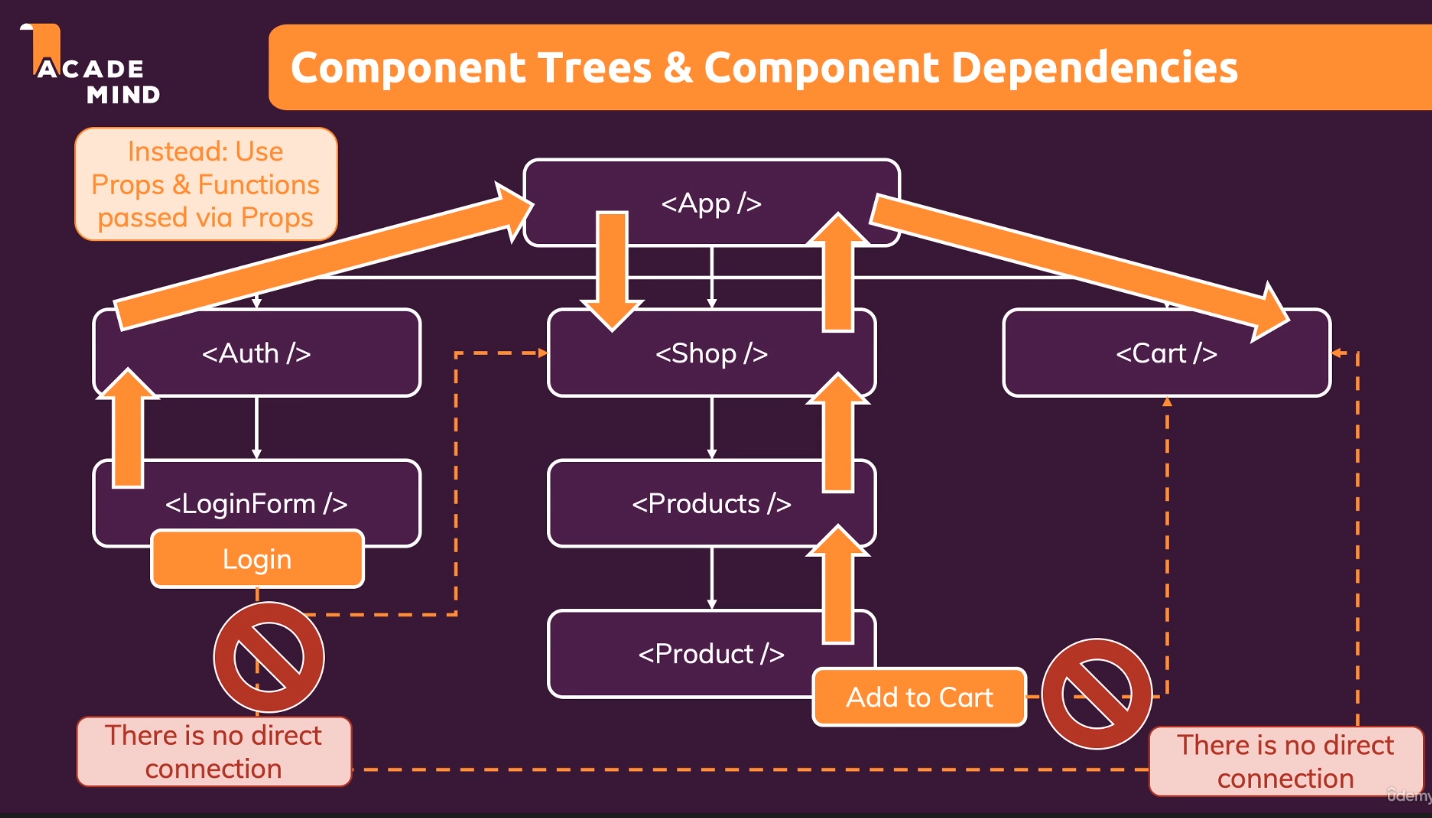 ACADE
MIND
Component Trees & Component Dependencies
Instead: Use
Props & Functions
passed via Props
<App />
<Auth />
<Shop />
<Cart />
<LoginForm />
Login
<Products />
<Product />
Add to Cart
There is no direct
connection
There is no direct
connection
udemy